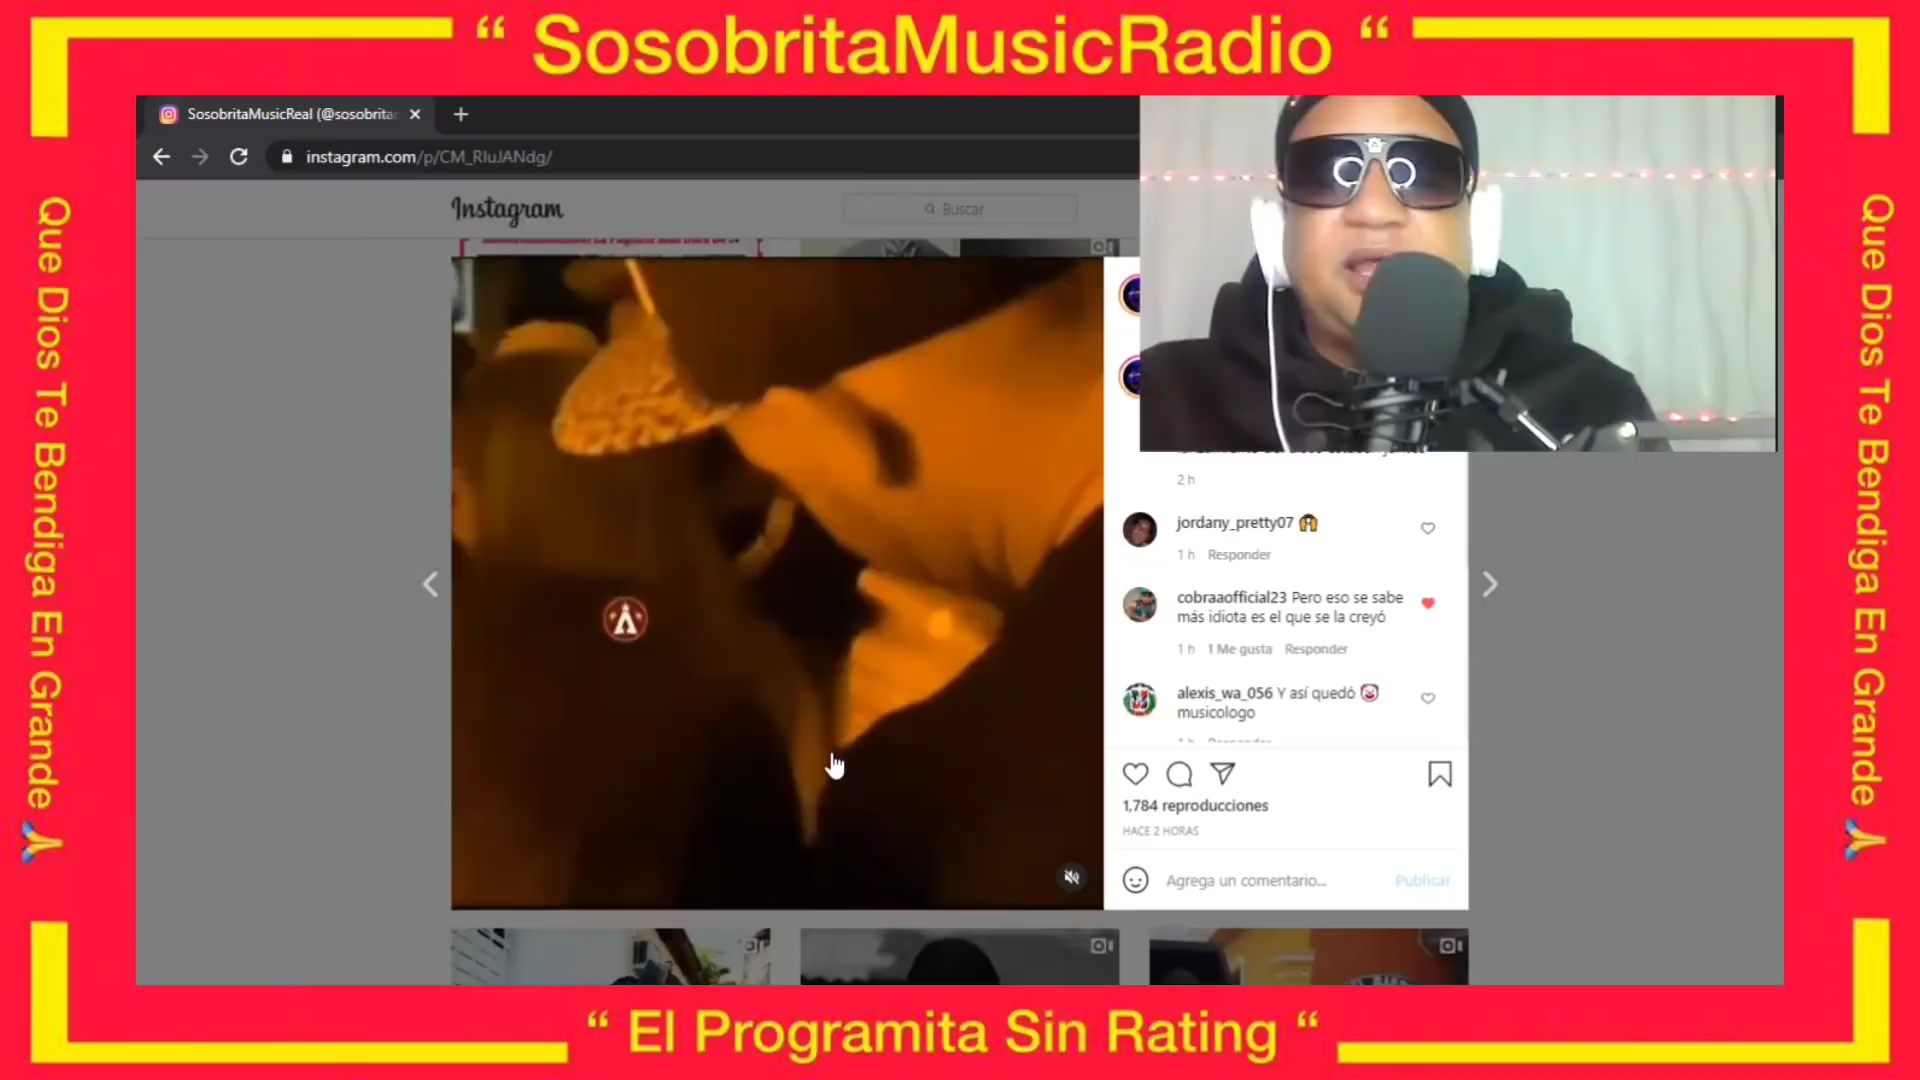 “ SosobritaMusicRadio “
SosobritaMusicReal (@sosobrita
instagram.com/p/CM_RIuJANdg/
Instagram
Buscar
2 h
jordany_pretty07 🙌
1 h Responder
cobraaofficial23 Pero eso se sabe
más idiota es el que se la creyó
1 h 1 Me gusta Responder
alexis_wa_056 Y así quedó 🤡
musicologo
1,784 reproducciones
HACE 2 HORAS
Agrega un comentario...
Publicar
Que Dios Te Bendiga En Grande 🙏
Que Dios Te Bendiga En Grande 🙏
“ El Programita Sin Rating “